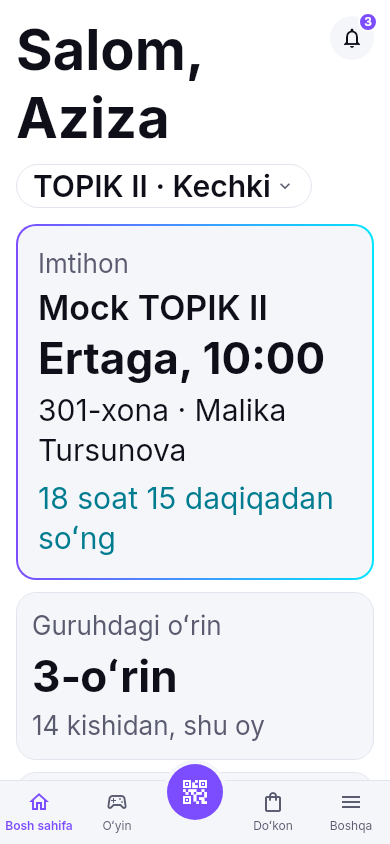 Salom,
Aziza
3
TOPIK II · Kechki
Imtihon
Mock TOPIK II
Ertaga, 10:00
301-xona · Malika
Tursunova
18 soat 15 daqiqadan
soʻng
Guruhdagi oʻrin
3-oʻrin
14 kishidan, shu oy
Bosh sahifa
Oʻyin
Doʻkon
Boshqa